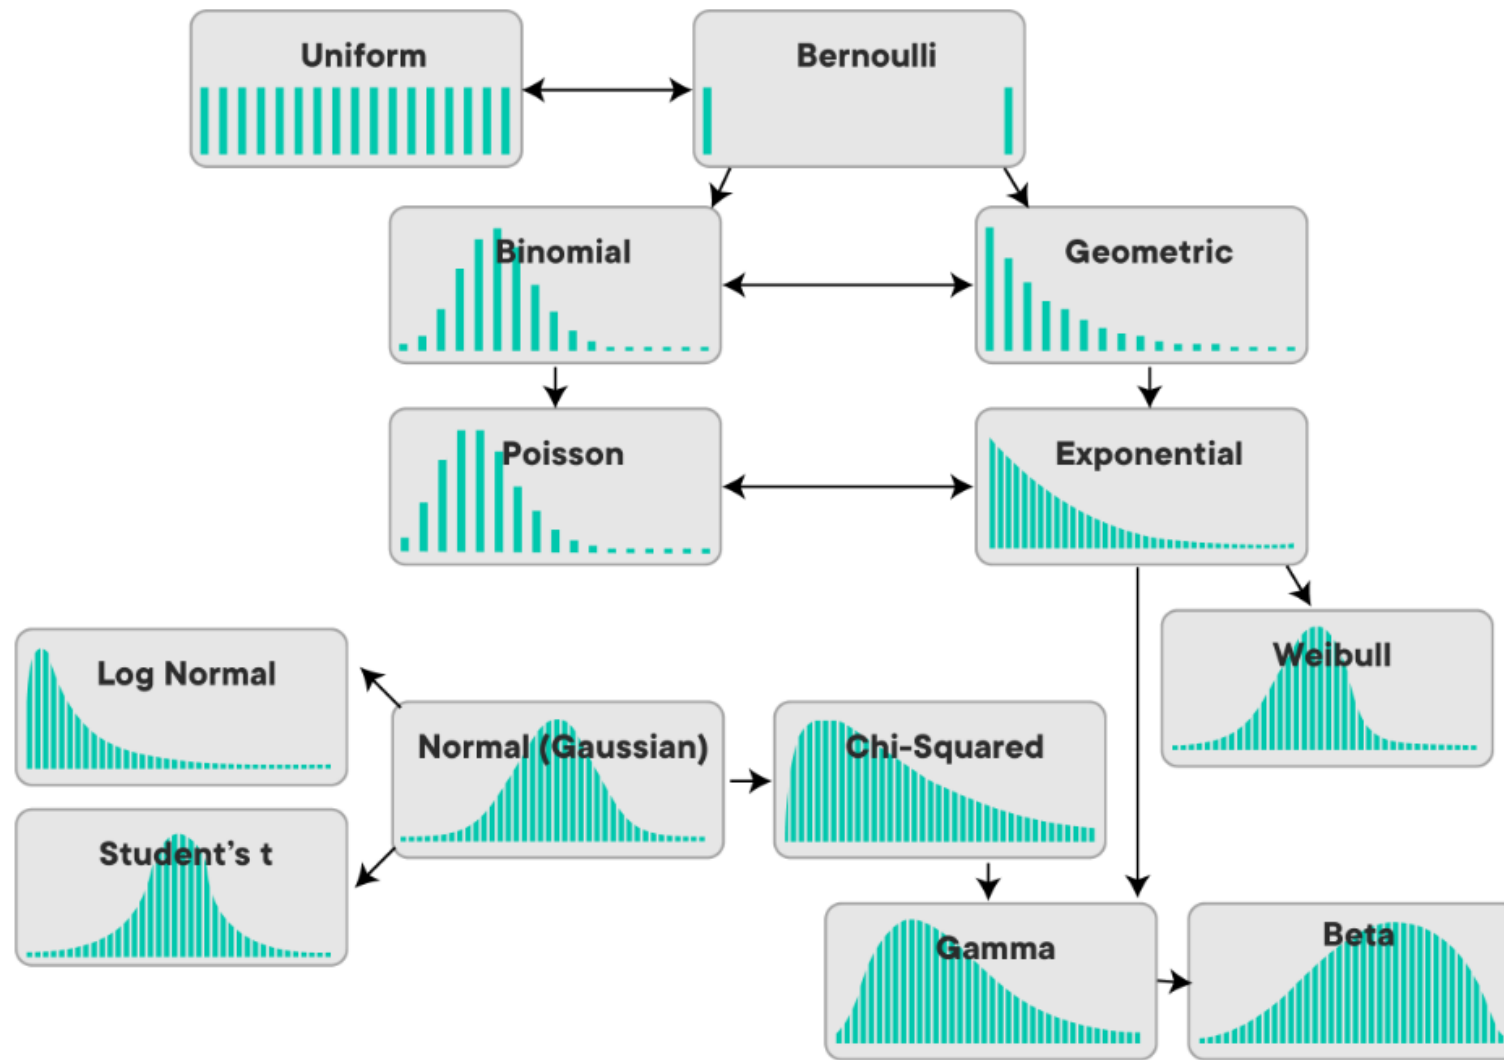 Uniform
Bernoulli
Binomial
Geometric
Poisson
Exponential
Weibull
Log Normal
Normal (Gaussian)
Chi-Squared
Student's t
Gamma
Beta